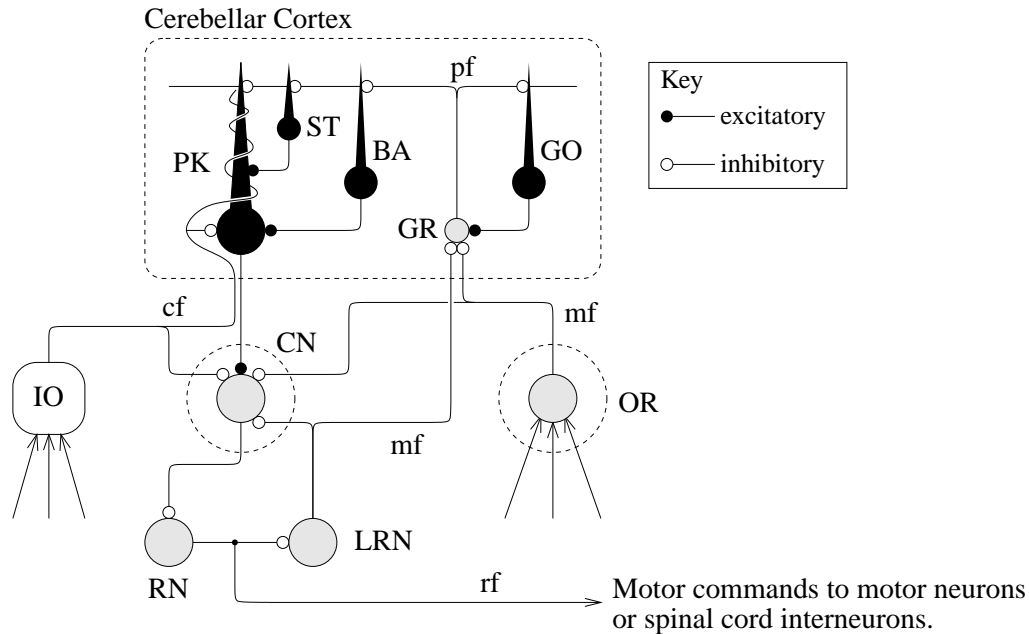 Cerebellar Cortex
pf
Key
excitatory
inhibitory
ST
PK
BA
GO
GR
cf
mf
CN
IO
OR
mf
LRN
RN
rf
Motor commands to motor neurons
or spinal cord interneurons.